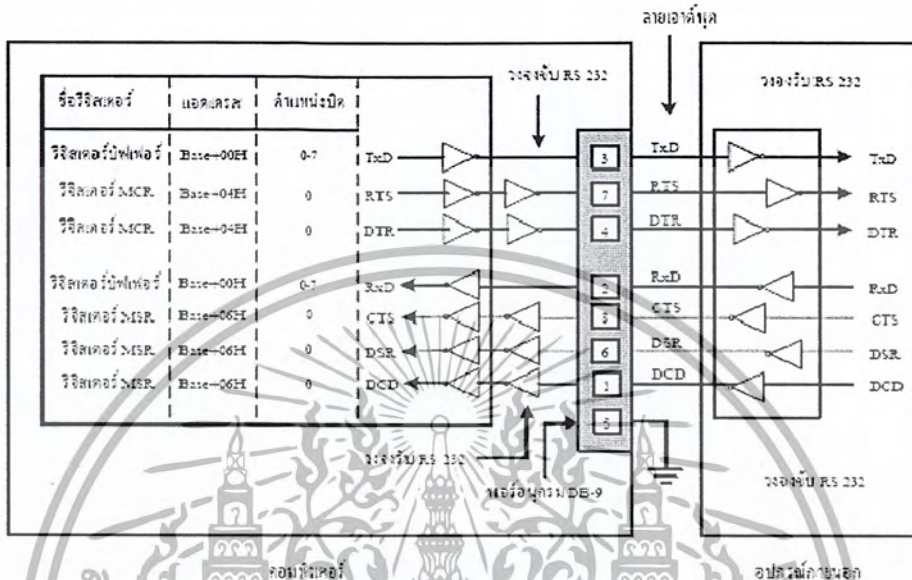 ลายเอาต์พุต
วงจรขับ RS 232
วงจรรับ RS 232
ชื่อรีจิสเตอร์ แอดเดรส ตำแหน่งบิต
รีจิสเตอร์บัฟเฟอร์ Base+00H 0-7 TxD 3 TxD TxD
รีจิสเตอร์ MCR Base+04H 0 RTS 7 RTS RTS
รีจิสเตอร์ MCR Base+04H 0 DTR 4 DTR DTR
รีจิสเตอร์บัฟเฟอร์ Base+00H 0-7 RxD 2 RxD RxD
รีจิสเตอร์ MSR Base+06H 0 CTS 8 CTS CTS
รีจิสเตอร์ MSR Base+06H 0 DSR 6 DSR DSR
รีจิสเตอร์ MSR Base+06H 0 DCD 1 DCD DCD
5
วงจรรับ RS 232
พอร์ตอนุกรม DB-9
วงจรขับ RS 232
คอมพิวเตอร์
อุปกรณ์ภายนอก